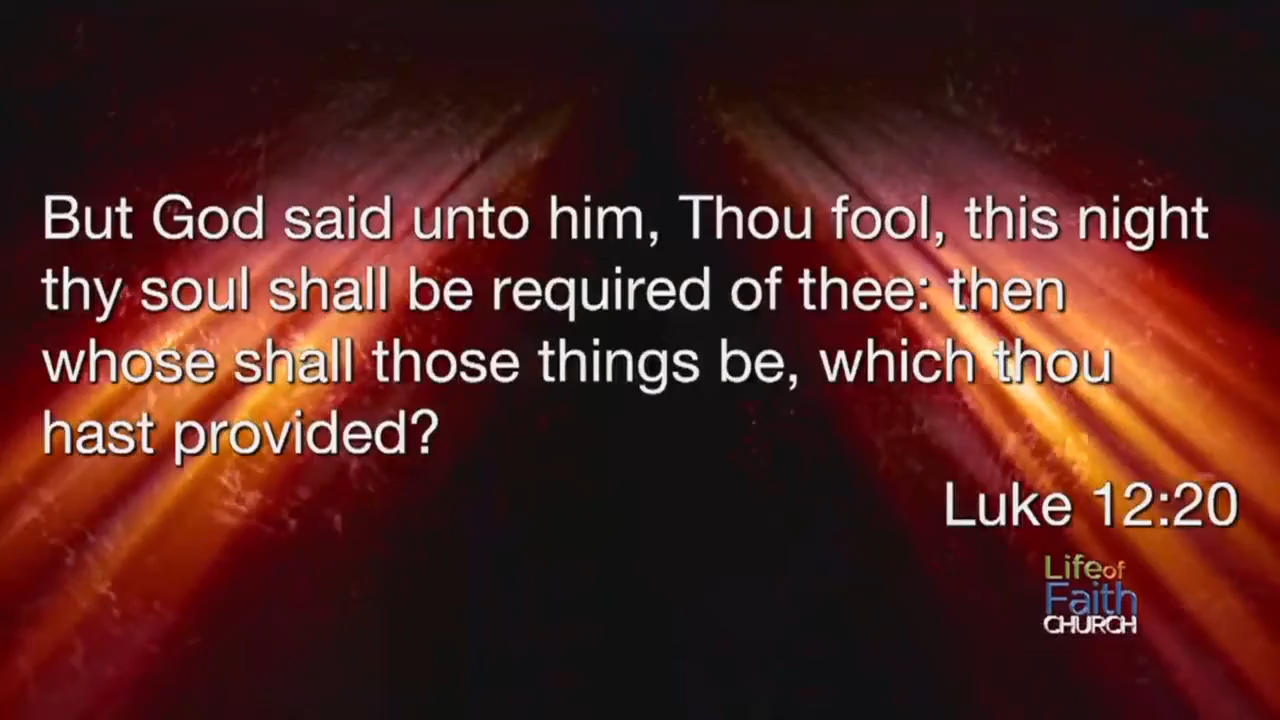 But God said unto him, Thou fool, this night
thy soul shall be required of thee: then
whose shall those things be, which thou
hast provided?
Luke 12:20
Life of
Faith
CHURCH